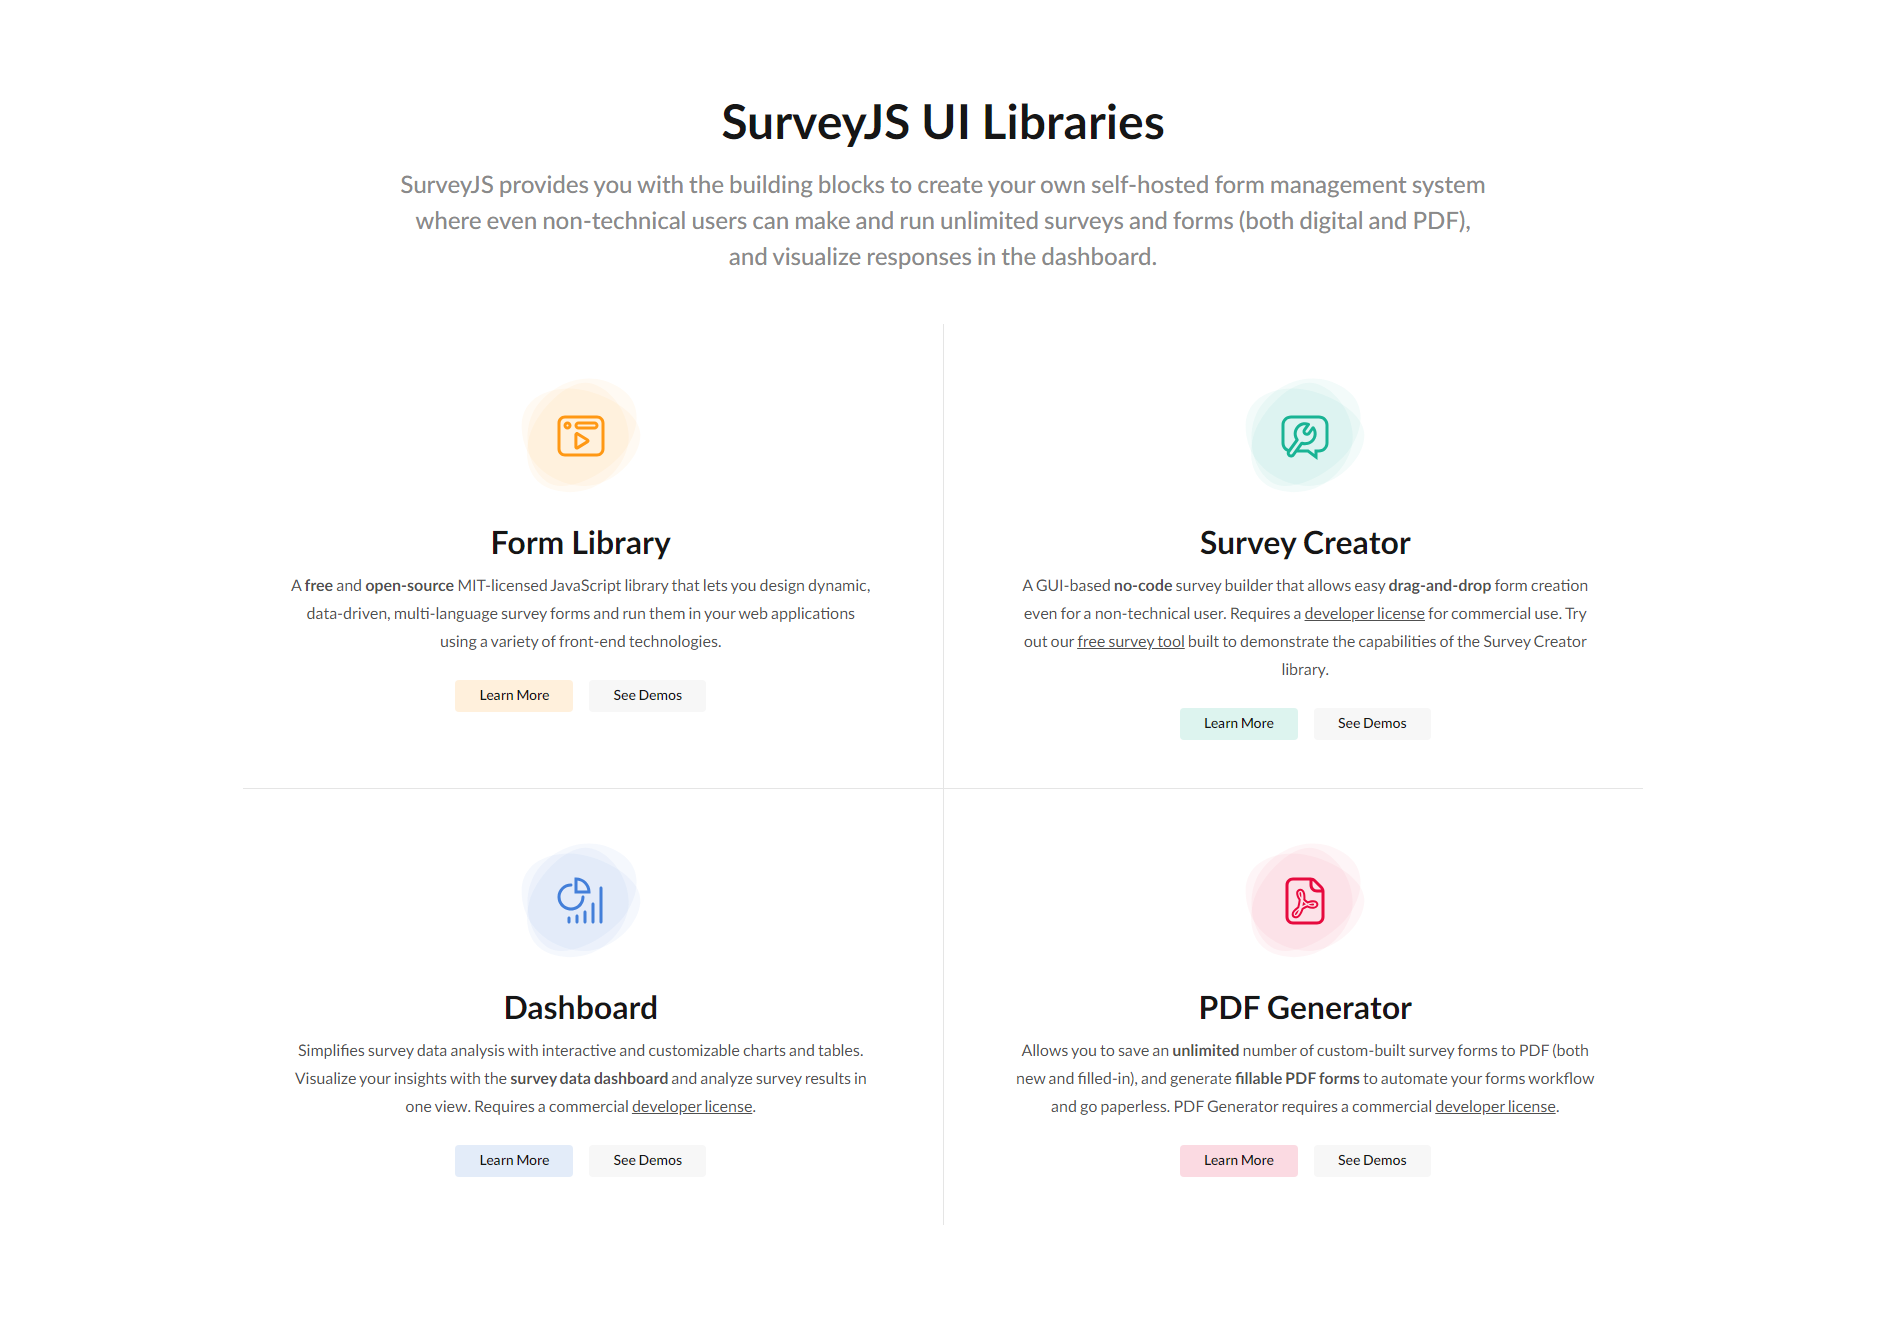 SurveyJS UI Libraries
SurveyJS provides you with the building blocks to create your own self-hosted form management system
where even non-technical users can make and run unlimited surveys and forms (both digital and PDF),
and visualize responses in the dashboard.
Form Library
A free and open-source MIT-licensed JavaScript library that lets you design dynamic,
data-driven, multi-language survey forms and run them in your web applications
using a variety of front-end technologies.
Learn More See Demos
Survey Creator
A GUI-based no-code survey builder that allows easy drag-and-drop form creation
even for a non-technical user. Requires a developer license for commercial use. Try
out our free survey tool built to demonstrate the capabilities of the Survey Creator
library.
Learn More See Demos
Dashboard
Simplifies survey data analysis with interactive and customizable charts and tables.
Visualize your insights with the survey data dashboard and analyze survey results in
one view. Requires a commercial developer license.
Learn More See Demos
PDF Generator
Allows you to save an unlimited number of custom-built survey forms to PDF (both
new and filled-in), and generate fillable PDF forms to automate your forms workflow
and go paperless. PDF Generator requires a commercial developer license.
Learn More See Demos